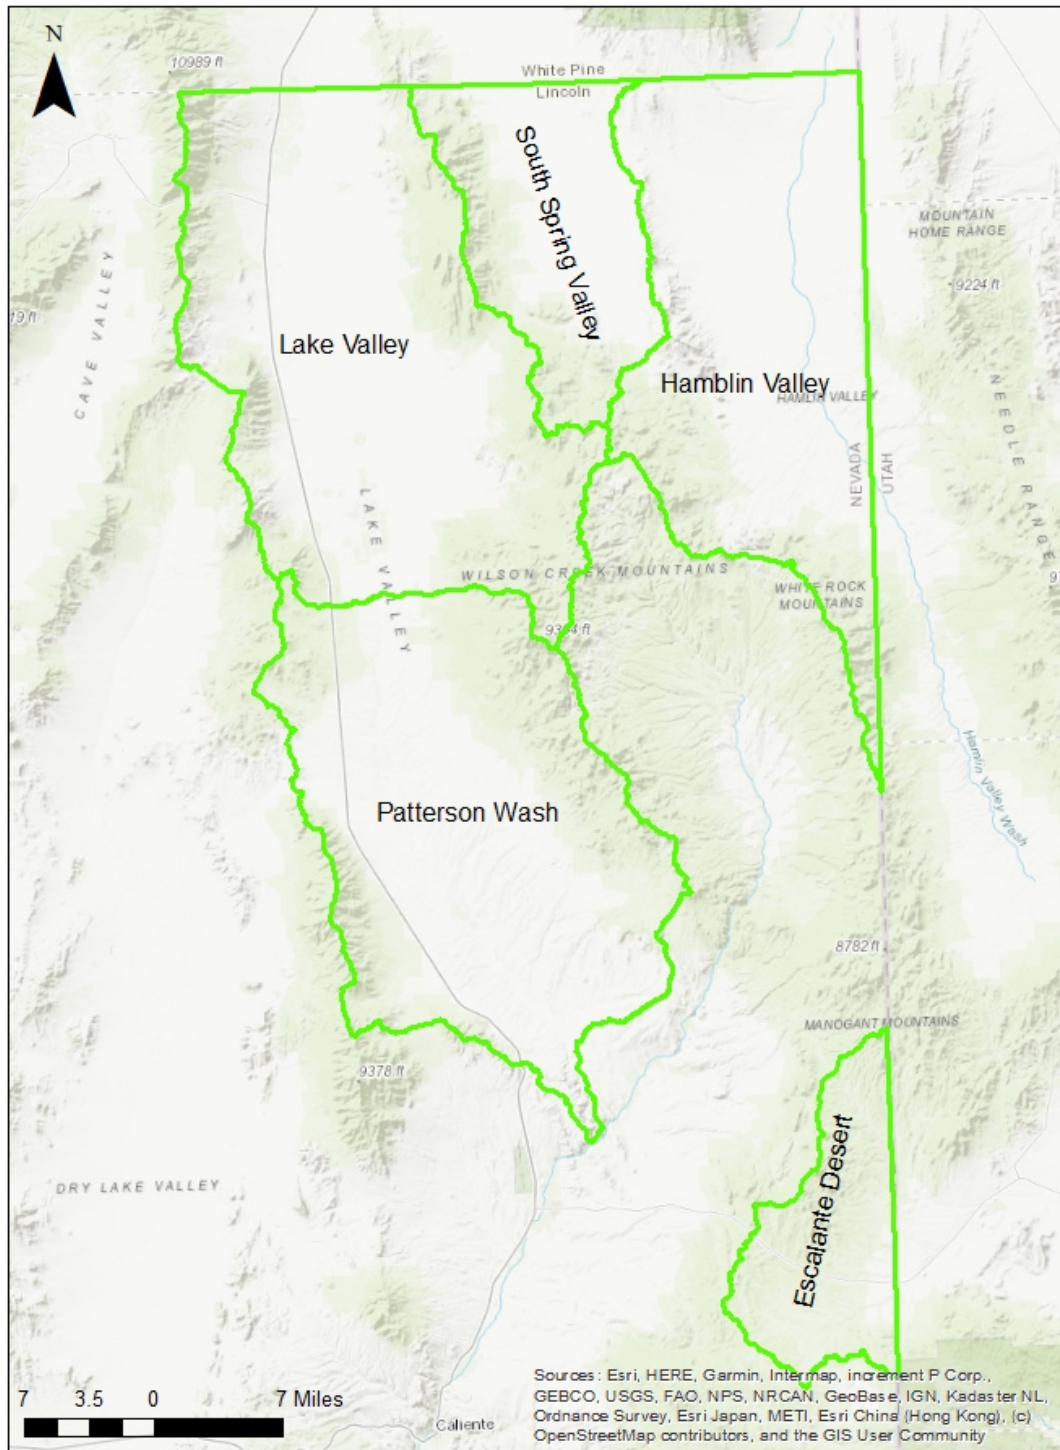 N
10989 ft
White Pine
Lincoln
South Spring Valley
MOUNTAIN
HOME RANGE
9224 ft
19 ft
CAVE VALLEY
Lake Valley
Hamblin Valley
HAMLIN VALLEY
NEEDLE RANGE
NEVADA
UTAH
LAKE VALLEY
WILSON CREEK MOUNTAINS
WHITE ROCK
MOUNTAINS
Hamlin Valley
Wash
Patterson Wash
8782 ft
MANOGANT MOUNTAINS
9378 ft
Escalante Desert
DRY LAKE VALLEY
7 3.5 0 7 Miles
Caliente
Sources: Esri, HERE, Garmin, Intermap, increment P Corp.,
GEBCO, USGS, FAO, NPS, NRCAN, GeoBase, IGN, Kadaster NL,
Ordnance Survey, Esri Japan, METI, Esri China (Hong Kong), (c)
OpenStreetMap contributors, and the GIS User Community